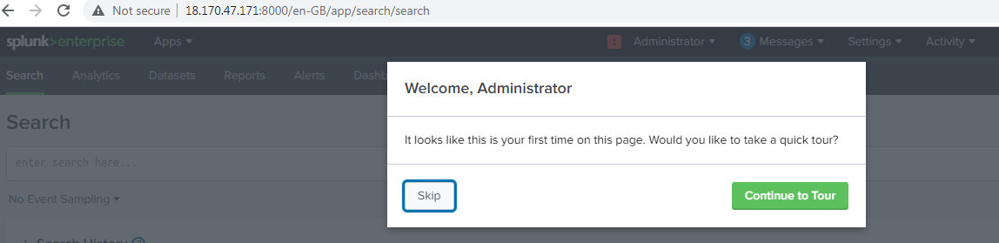 Not secure | 18.170.47.171:8000/en-GB/app/search/search
splunk>enterprise Apps ! Administrator 3 Messages Settings Activity
Search Analytics Datasets Reports Alerts Dashb
Welcome, Administrator
Search
It looks like this is your first time on this page. Would you like to take a quick tour?
enter search here...
No Event Sampling
Skip Continue to Tour
Search History ?